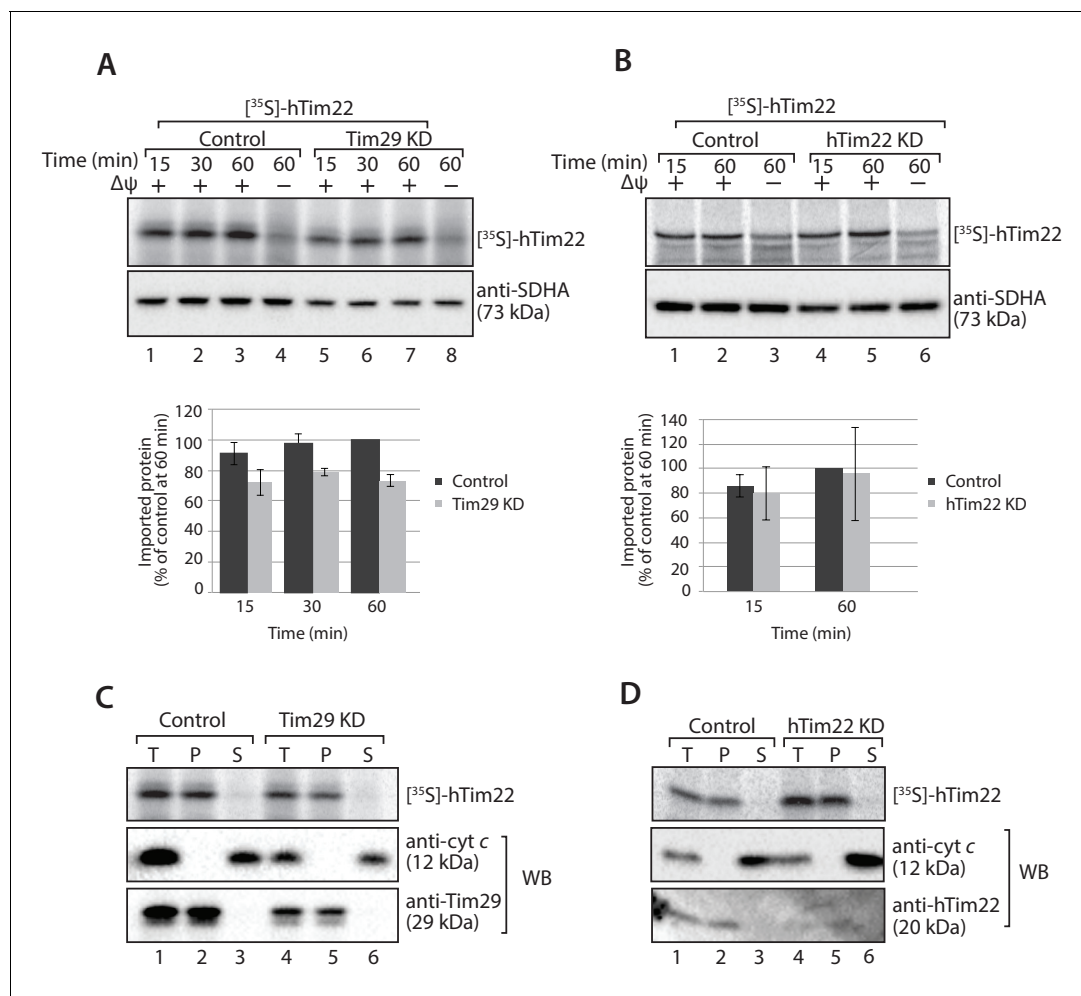 A
[³⁵S]-hTim22
Control Tim29 KD
Time (min) 15 30 60 60 15 30 60 60
Δψ + + + − + + + −
[³⁵S]-hTim22
anti-SDHA
(73 kDa)
1 2 3 4 5 6 7 8
Imported protein
(% of control at 60 min)
120
100
80
60
40
20
0
15 30 60
Time (min)
Control
Tim29 KD
B
[³⁵S]-hTim22
Control hTim22 KD
Time (min) 15 60 60 15 60 60
Δψ + + − + + −
[³⁵S]-hTim22
anti-SDHA
(73 kDa)
1 2 3 4 5 6
Imported protein
(% of control at 60 min)
140
120
100
80
60
40
20
0
15 60
Time (min)
Control
hTim22 KD
C
Control Tim29 KD
T P S T P S
[³⁵S]-hTim22
anti-cyt c
(12 kDa)
WB
anti-Tim29
(29 kDa)
1 2 3 4 5 6
D
Control hTim22 KD
T P S T P S
[³⁵S]-hTim22
anti-cyt c
(12 kDa)
WB
anti-hTim22
(20 kDa)
1 2 3 4 5 6